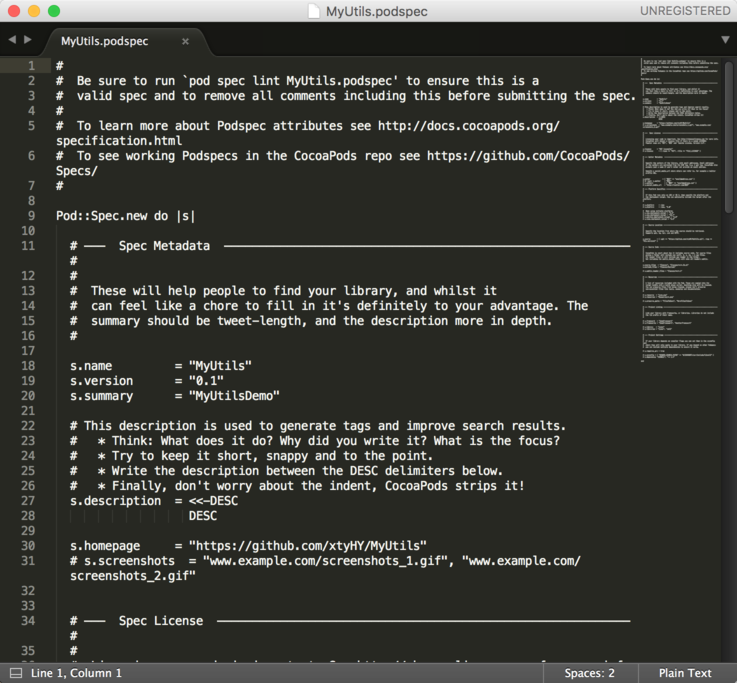 MyUtils.podspec
UNREGISTERED
MyUtils.podspec ×
1 #
2 #  Be sure to run `pod spec lint MyUtils.podspec' to ensure this is a
3 #  valid spec and to remove all comments including this before submitting the spec.
4 #
5 #  To learn more about Podspec attributes see http://docs.cocoapods.org/
specification.html
6 #  To see working Podspecs in the CocoaPods repo see https://github.com/CocoaPods/
Specs/
7 #
8
9 Pod::Spec.new do |s|
10
11   # ―――  Spec Metadata  ――――――――――――――――――――――――――――――――――――――――――――――――――――――――――
  #
12   #
13   #  These will help people to find your library, and whilst it
14   #  can feel like a chore to fill in it's definitely to your advantage. The
15   #  summary should be tweet-length, and the description more in depth.
16   #
17
18   s.name         = "MyUtils"
19   s.version      = "0.1"
20   s.summary      = "MyUtilsDemo"
21
22   # This description is used to generate tags and improve search results.
23   #   * Think: What does it do? Why did you write it? What is the focus?
24   #   * Try to keep it short, snappy and to the point.
25   #   * Write the description between the DESC delimiters below.
26   #   * Finally, don't worry about the indent, CocoaPods strips it!
27   s.description  = <<-DESC
28                    DESC
29
30   s.homepage     = "https://github.com/xtyHY/MyUtils"
31   # s.screenshots  = "www.example.com/screenshots_1.gif", "www.example.com/
screenshots_2.gif"
32
33
34   # ―――  Spec License  ―――――――――――――――――――――――――――――――――――――――――――――――――――――――――――
  #
35   #
Line 1, Column 1
Spaces: 2
Plain Text